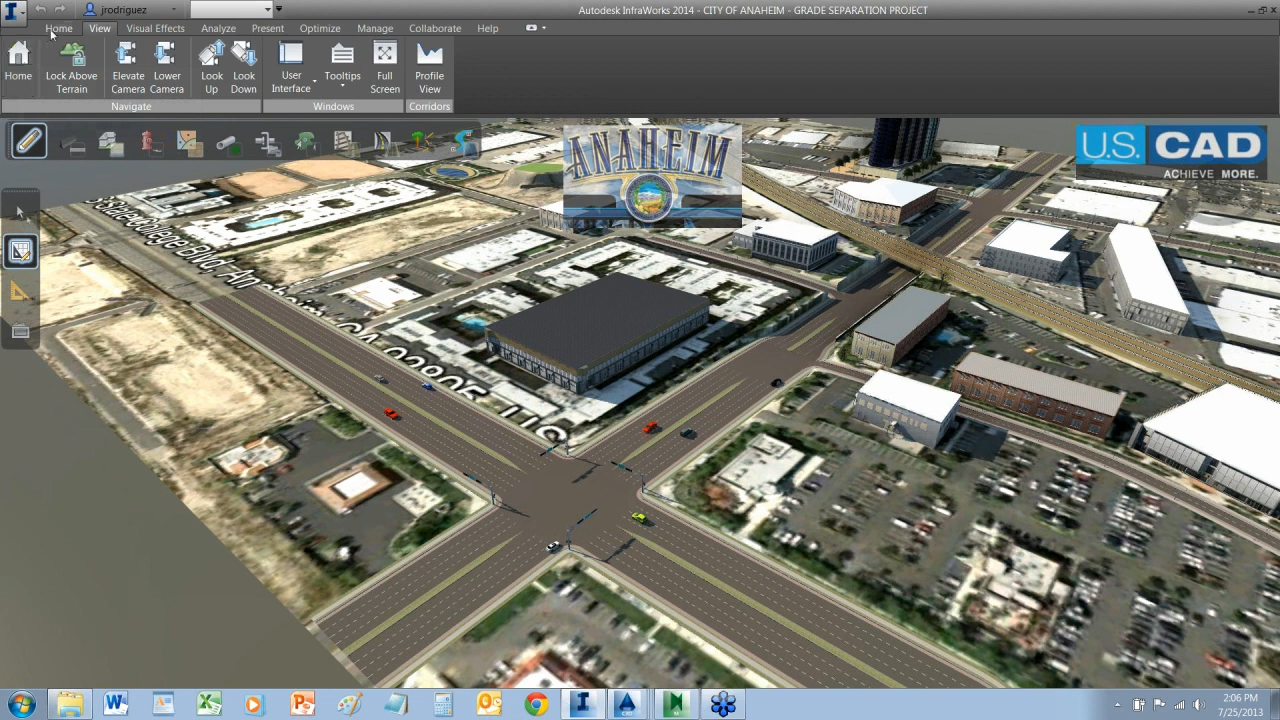 jrodriguez
Autodesk InfraWorks 2014 - CITY OF ANAHEIM - GRADE SEPARATION PROJECT
Home View Visual Effects Analyze Present Optimize Manage Collaborate Help
Home
Lock Above Terrain
Elevate Camera
Lower Camera
Look Up
Look Down
User Interface
Tooltips
Full Screen
Profile View
Navigate Windows Corridors
ANAHEIM
U.S. CAD
ACHIEVE MORE.
2:06 PM
7/25/2013